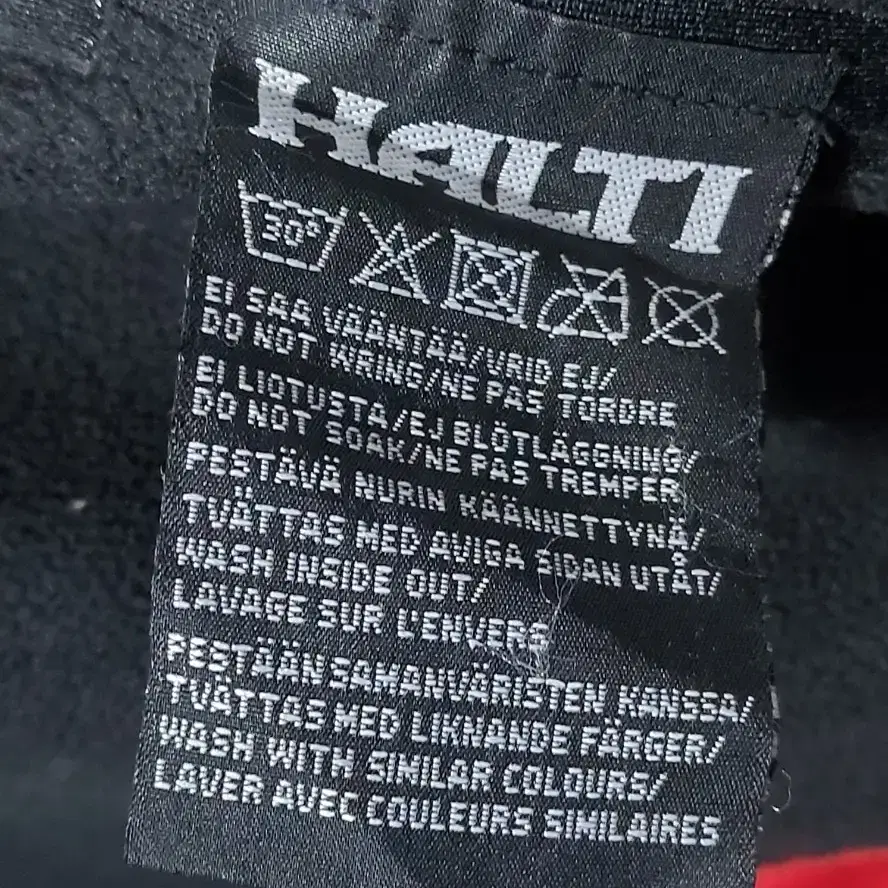 HALTI
30°
EI SAA VÄÄNTÄÄ/VRID EJ/
DO NOT WRING/NE PAS TORDRE
EI LIOTUSTA/EJ BLÖTLÄGGNING/
DO NOT SOAK/NE PAS TREMPER
PESTÄVÄ NURIN KÄÄNNETTYNÄ/
TVÄTTAS MED AVIGA SIDAN UTÅT/
WASH INSIDE OUT/
LAVAGE SUR L'ENVERS
PESTÄÄN SAMANVÄRISTEN KANSSA/
TVÄTTAS MED LIKNANDE FÄRGER/
WASH WITH SIMILAR COLOURS/
LAVER AVEC COULEURS SIMILAIRES